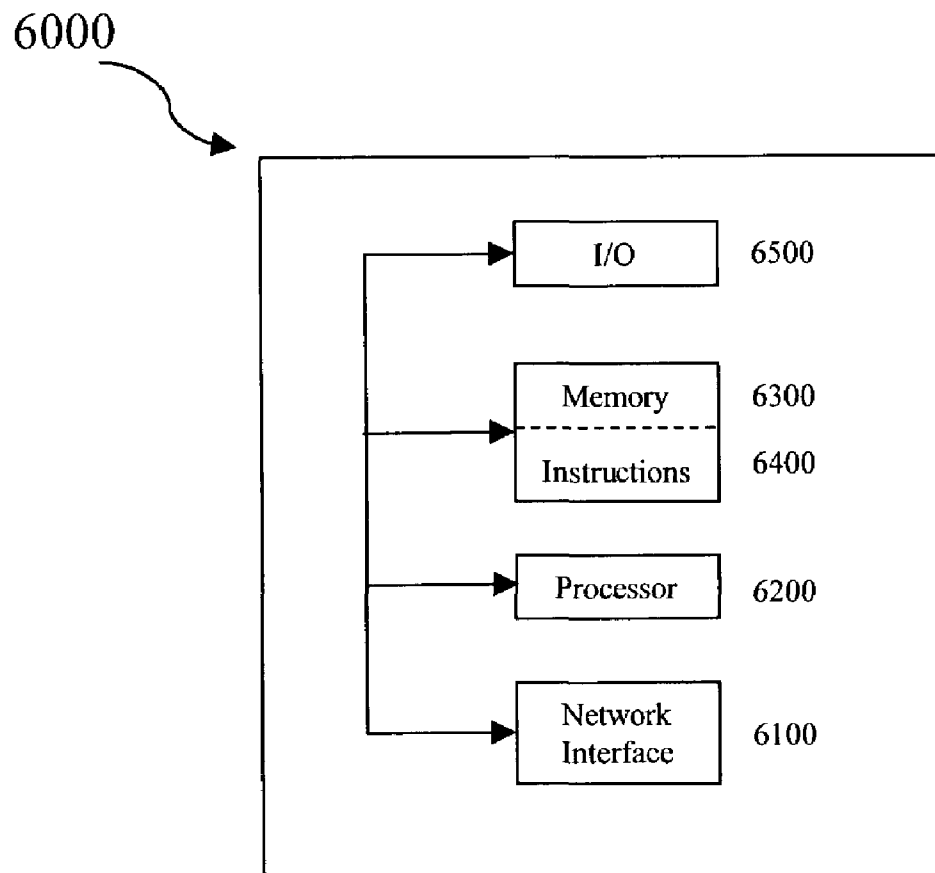 6000
I/O
6500
Memory
6300
Instructions
6400
Processor
6200
Network
Interface
6100